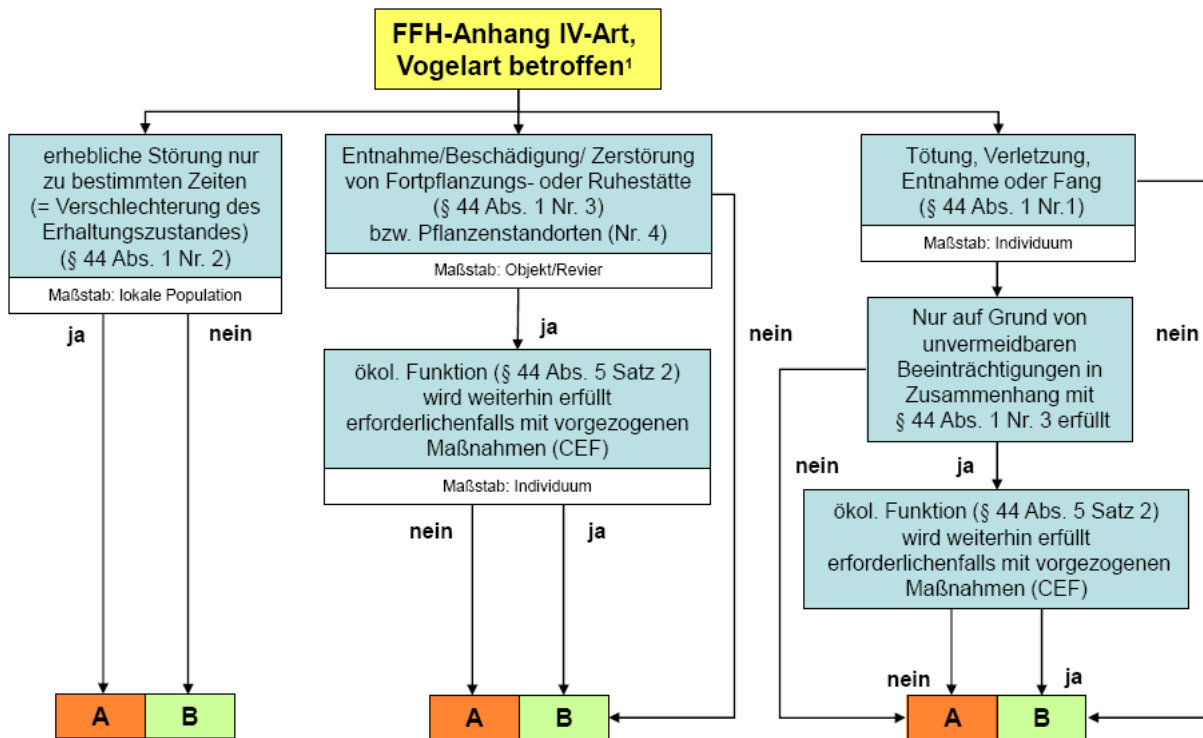 FFH-Anhang IV-Art,
Vogelart betroffen¹
erhebliche Störung nur
zu bestimmten Zeiten
(= Verschlechterung des
Erhaltungszustandes)
(§ 44 Abs. 1 Nr. 2)
Maßstab: lokale Population
ja
nein
A
B
Entnahme/Beschädigung/ Zerstörung
von Fortpflanzungs- oder Ruhestätte
(§ 44 Abs. 1 Nr. 3)
bzw. Pflanzenstandorten (Nr. 4)
Maßstab: Objekt/Revier
ja
nein
ökol. Funktion (§ 44 Abs. 5 Satz 2)
wird weiterhin erfüllt
erforderlichenfalls mit vorgezogenen
Maßnahmen (CEF)
Maßstab: Individuum
nein
ja
A
B
Tötung, Verletzung,
Entnahme oder Fang
(§ 44 Abs. 1 Nr.1)
Maßstab: Individuum
nein
Nur auf Grund von
unvermeidbaren
Beeinträchtigungen in
Zusammenhang mit
§ 44 Abs. 1 Nr. 3 erfüllt
nein
ja
ökol. Funktion (§ 44 Abs. 5 Satz 2)
wird weiterhin erfüllt
erforderlichenfalls mit vorgezogenen
Maßnahmen (CEF)
nein
ja
A
B